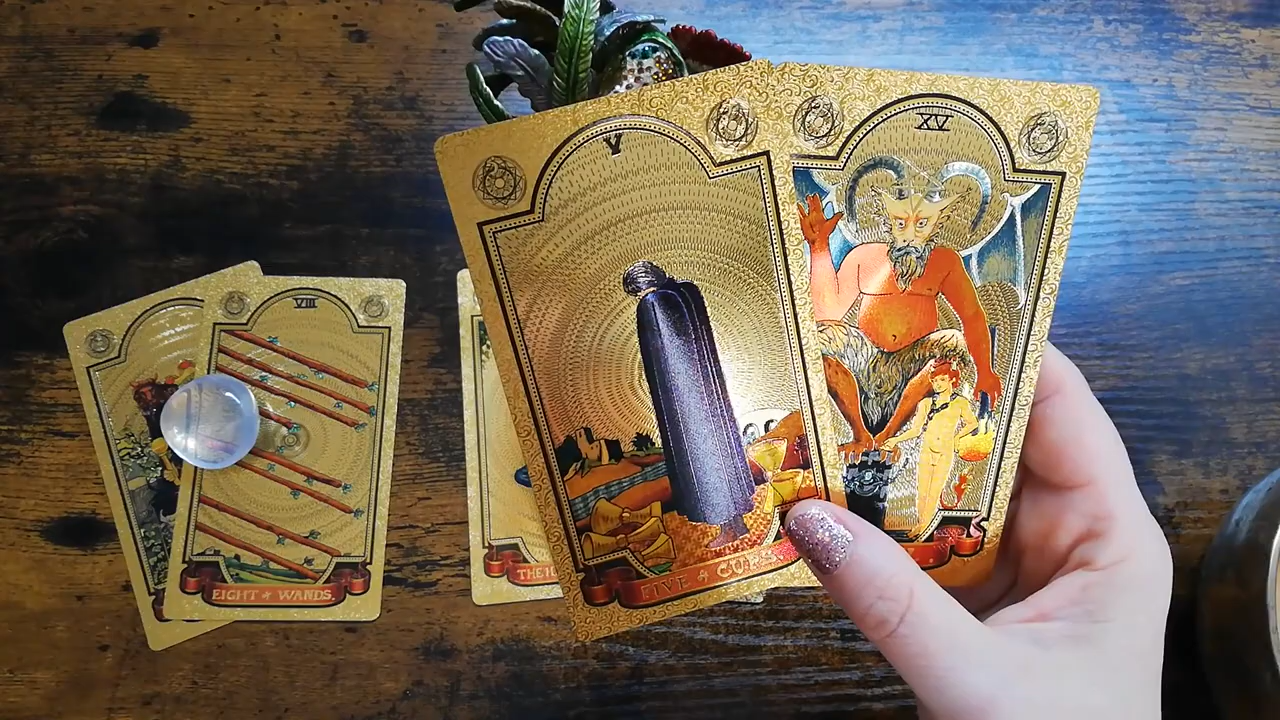 VIII
EIGHT OF WANDS.
V
FIVE OF CUPS.
XV